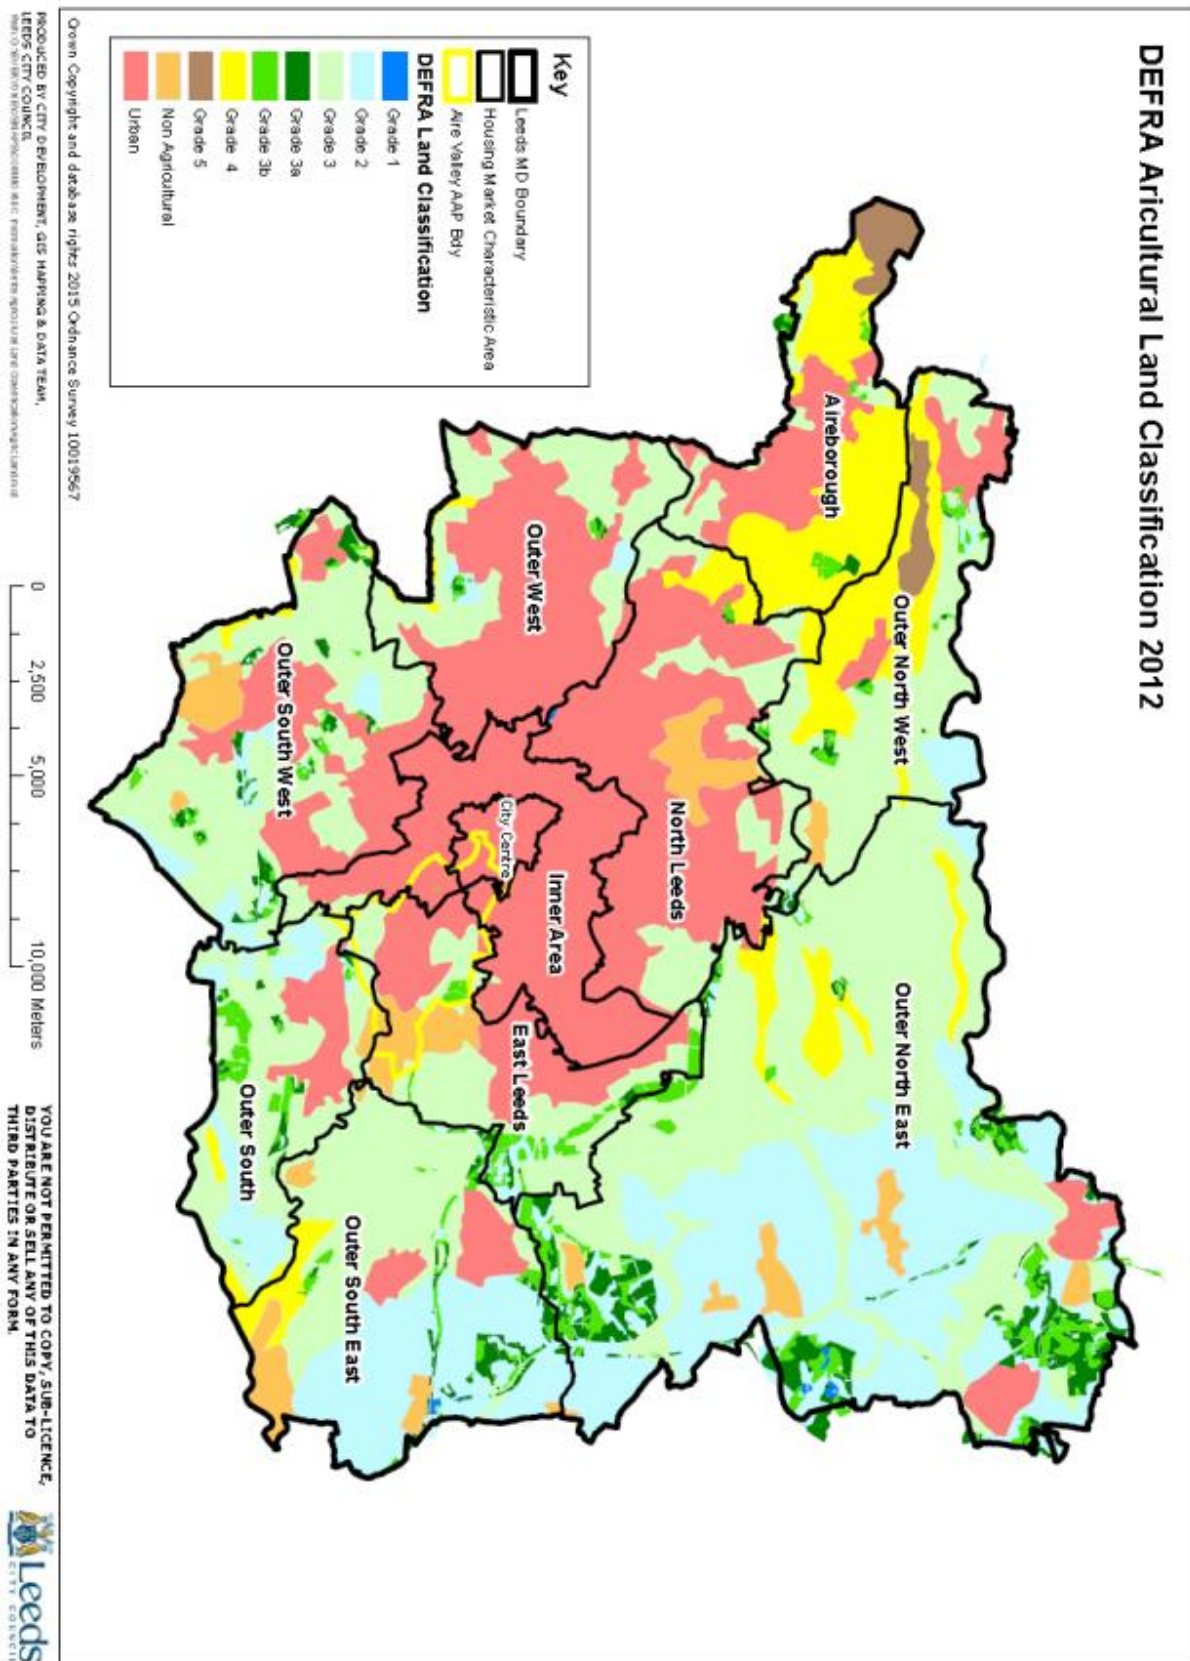 DEFRA Aricultural Land Classification 2012
Key
Leeds MD Boundary
Housing Market Characteristic Area
Aire Valley AAP Bdy
DEFRA Land Classification
Grade 1
Grade 2
Grade 3
Grade 3a
Grade 3b
Grade 4
Grade 5
Non Agricultural
Urban
Aireborough
Outer North West
Outer West
North Leeds
Outer North East
City Centre
Inner Area
Outer South West
East Leeds
Outer South
Outer South East
Crown Copyright and database rights 2015 Ordnance Survey 10019567
PRODUCED BY CITY DEVELOPMENT, GIS MAPPING & DATA TEAM,
LEEDS CITY COUNCIL
0 2,500 5,000 10,000 Meters
YOU ARE NOT PERMITTED TO COPY, SUB-LICENCE,
DISTRIBUTE OR SELL ANY OF THIS DATA TO
THIRD PARTIES IN ANY FORM.
Leeds
CITY COUNCIL